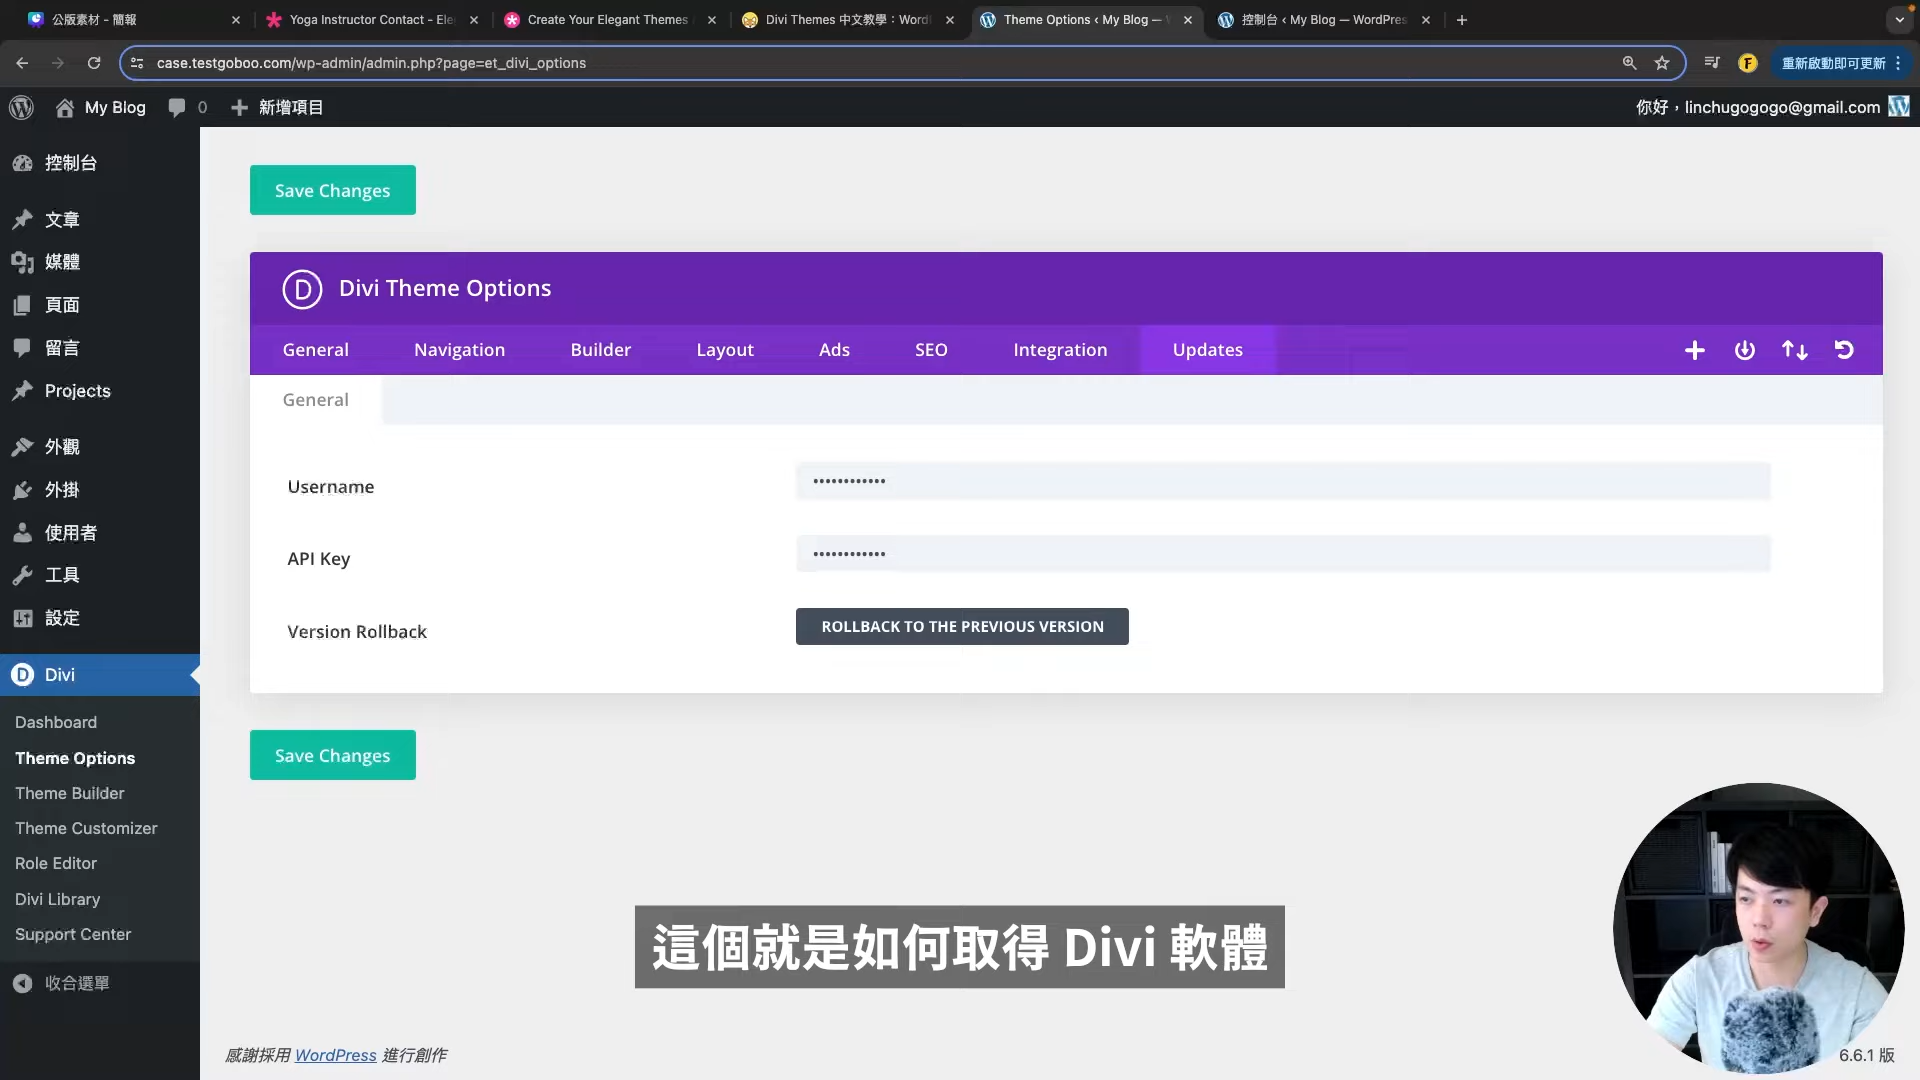 公版素材 - 簡報
Yoga Instructor Contact - Ele
Create Your Elegant Themes
Divi Themes 中文教學：Word
Theme Options ‹ My Blog —
控制台 ‹ My Blog — WordPres
case.testgoboo.com/wp-admin/admin.php?page=et_divi_options
重新啟動即可更新
My Blog
0
新增項目
你好，linchugogogo@gmail.com
控制台
文章
媒體
頁面
留言
Projects
外觀
外掛
使用者
工具
設定
Divi
Dashboard
Theme Options
Theme Builder
Theme Customizer
Role Editor
Divi Library
Support Center
收合選單
Save Changes
D
Divi Theme Options
General
Navigation
Builder
Layout
Ads
SEO
Integration
Updates
General
Username
API Key
Version Rollback
ROLLBACK TO THE PREVIOUS VERSION
Save Changes
這個就是如何取得 Divi 軟體
感謝採用 WordPress 進行創作
6.6.1 版